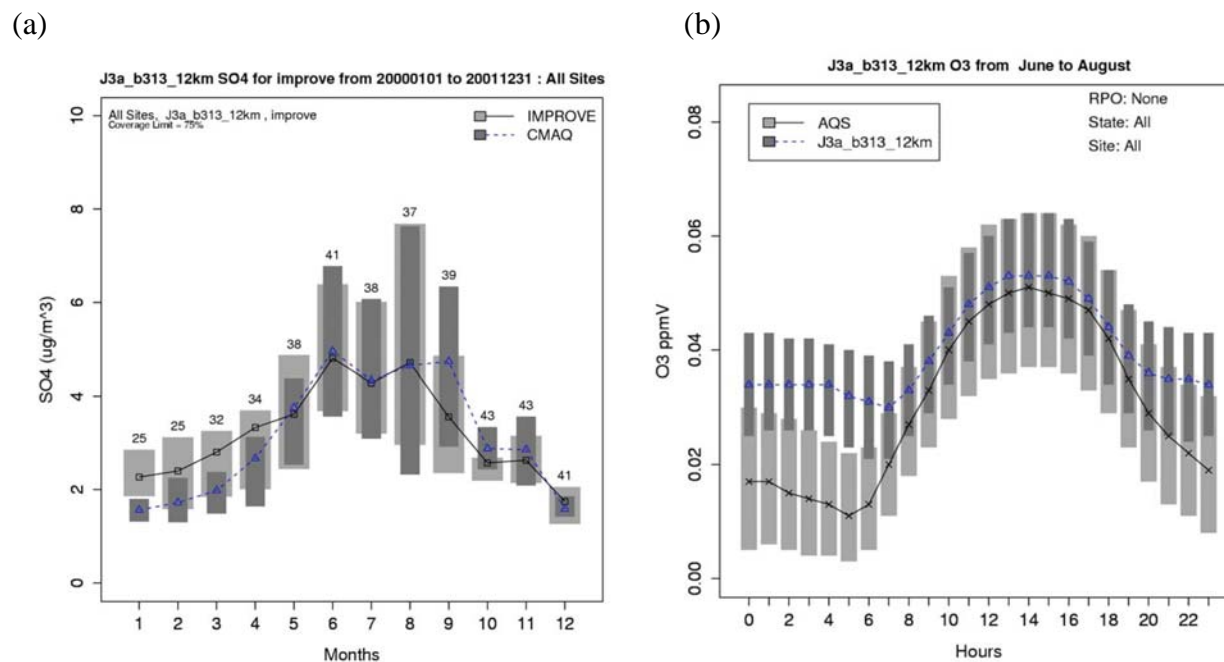 (a)
J3a_b313_12km SO4 for improve from 20000101 to 20011231 : All Sites
All Sites, J3a_b313_12km , improve
Coverage Limit = 75%
IMPROVE
CMAQ
SO4 (ug/m^3)
10
8
6
4
2
0
25
25
32
34
38
41
38
37
39
43
43
41
1 2 3 4 5 6 7 8 9 10 11 12
Months
(b)
J3a_b313_12km O3 from June to August
AQS
J3a_b313_12km
RPO: None
State: All
Site: All
O3 ppmV
0.08
0.06
0.04
0.02
0.00
0 2 4 6 8 10 12 14 16 18 20 22
Hours